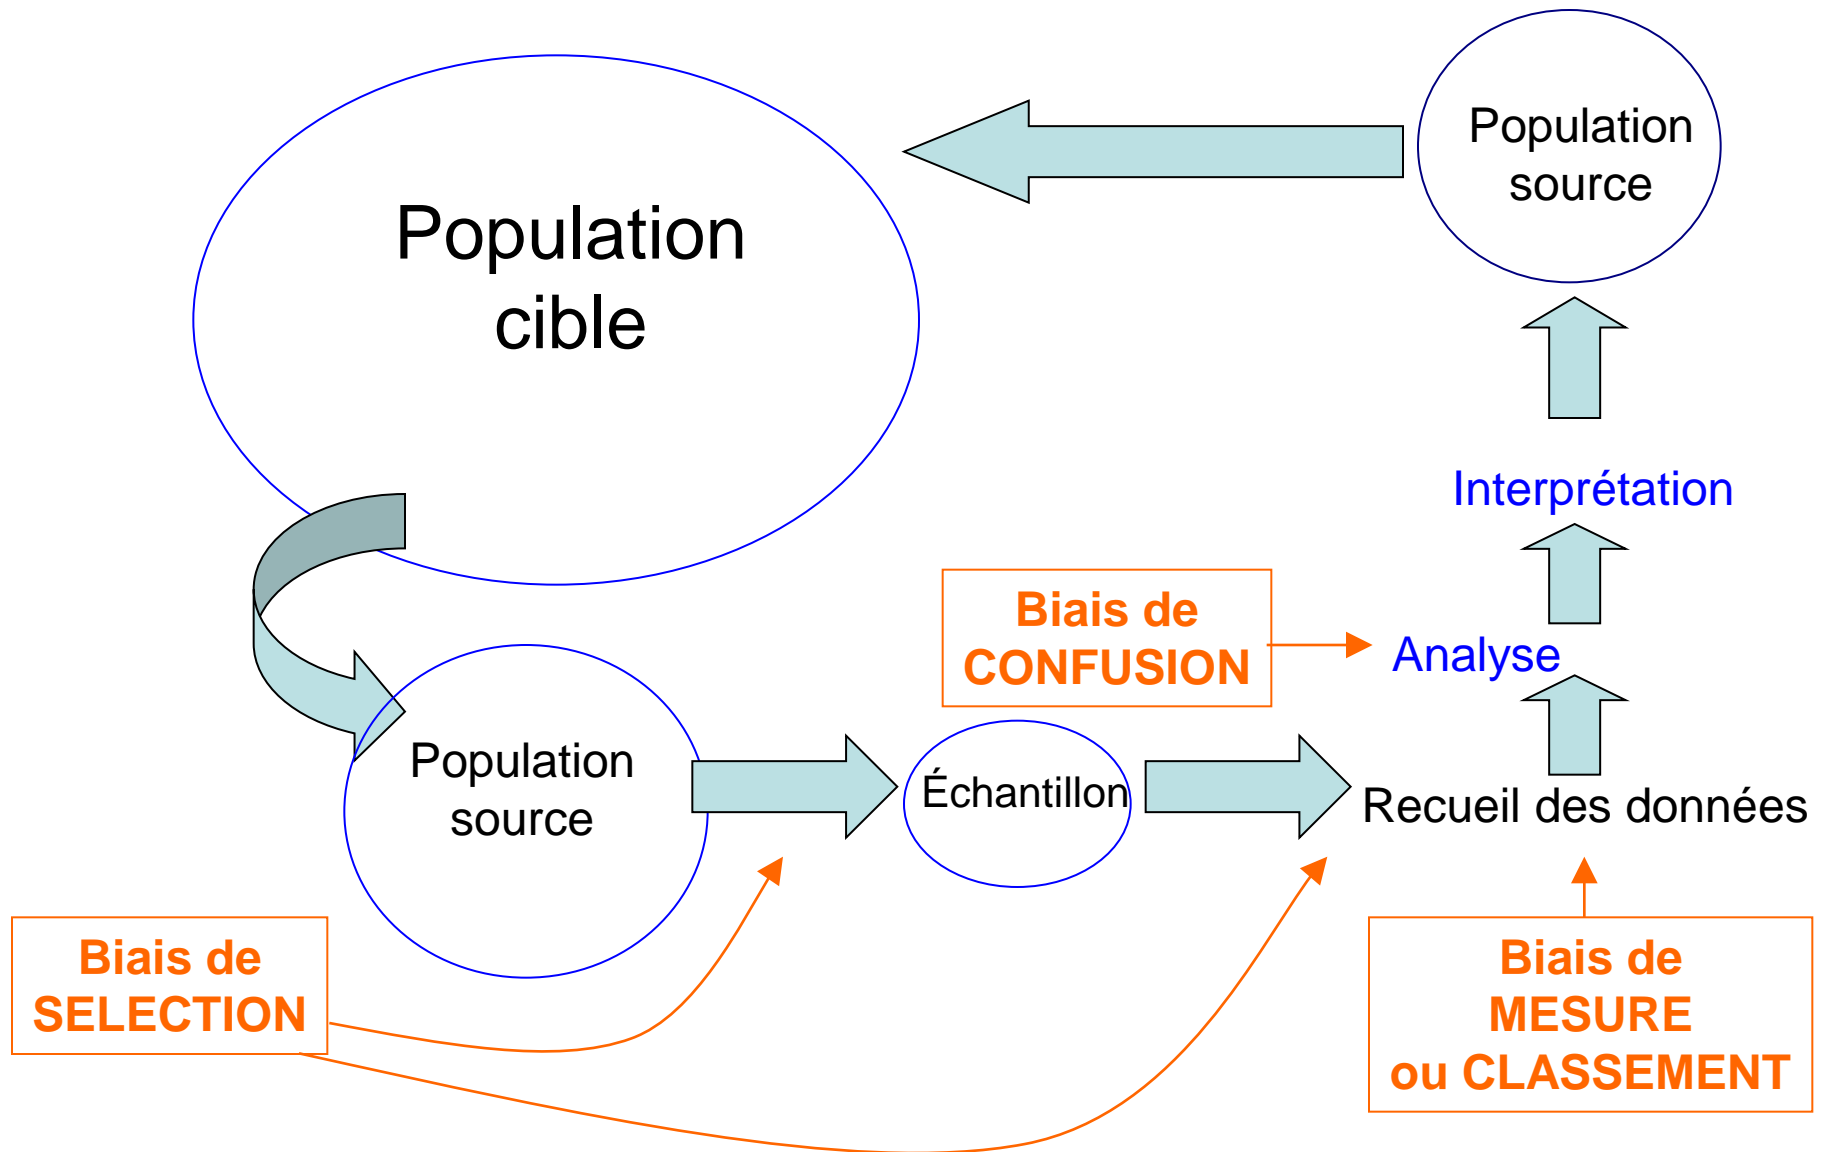 Population
source
Population
cible
Interprétation
Biais de
CONFUSION
Analyse
Population
source
Échantillon
Recueil des données
Biais de
SELECTION
Biais de
MESURE
ou CLASSEMENT